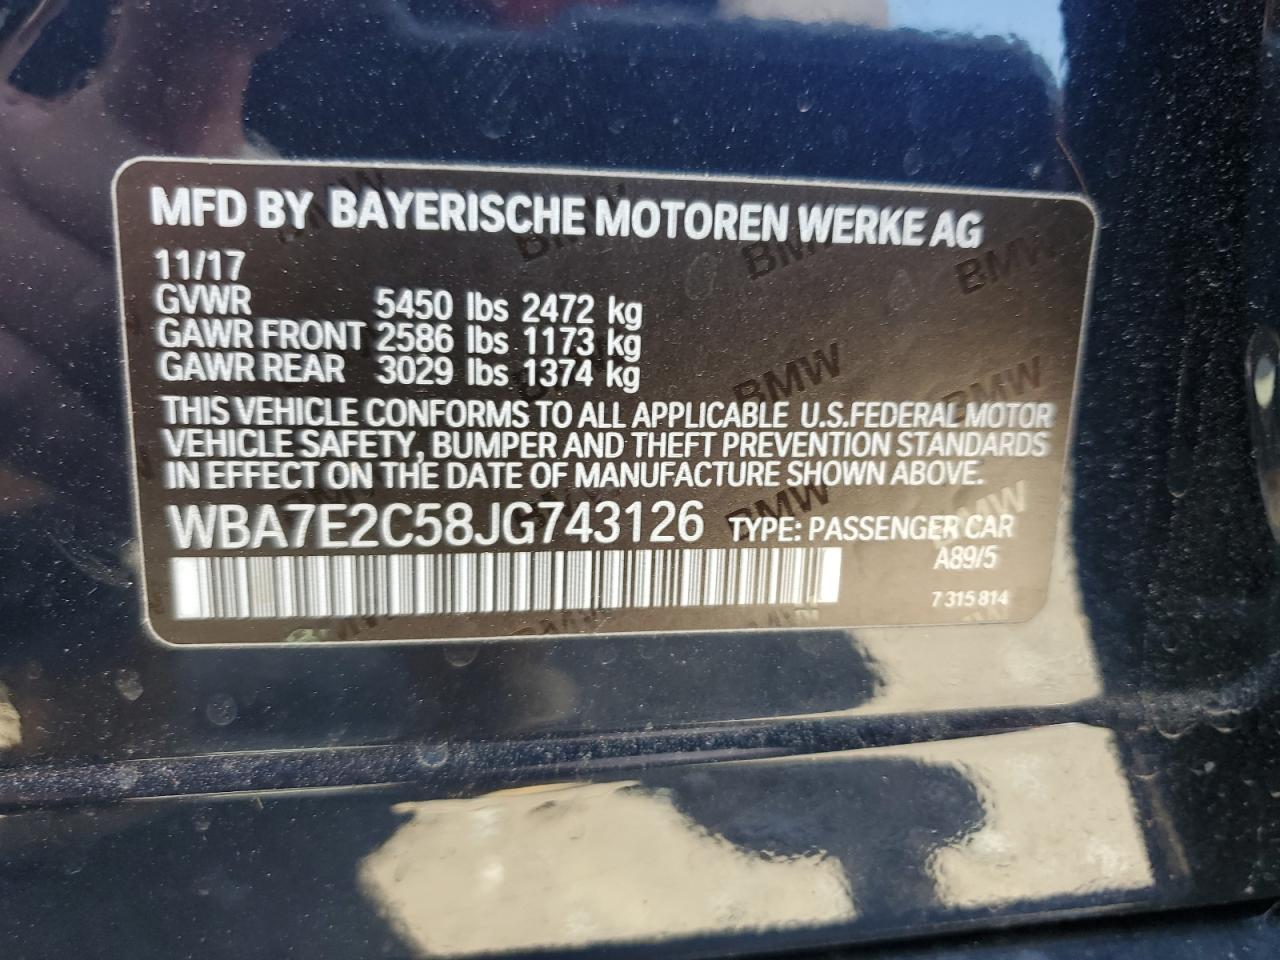 MFD BY BAYERISCHE MOTOREN WERKE AG
11/17
GVWR 5450 lbs 2472 kg
GAWR FRONT 2586 lbs 1173 kg
GAWR REAR 3029 lbs 1374 kg
THIS VEHICLE CONFORMS TO ALL APPLICABLE U.S.FEDERAL MOTOR
VEHICLE SAFETY, BUMPER AND THEFT PREVENTION STANDARDS
IN EFFECT ON THE DATE OF MANUFACTURE SHOWN ABOVE.
WBA7E2C58JG743126 TYPE: PASSENGER CAR
A89/5
7 315 814